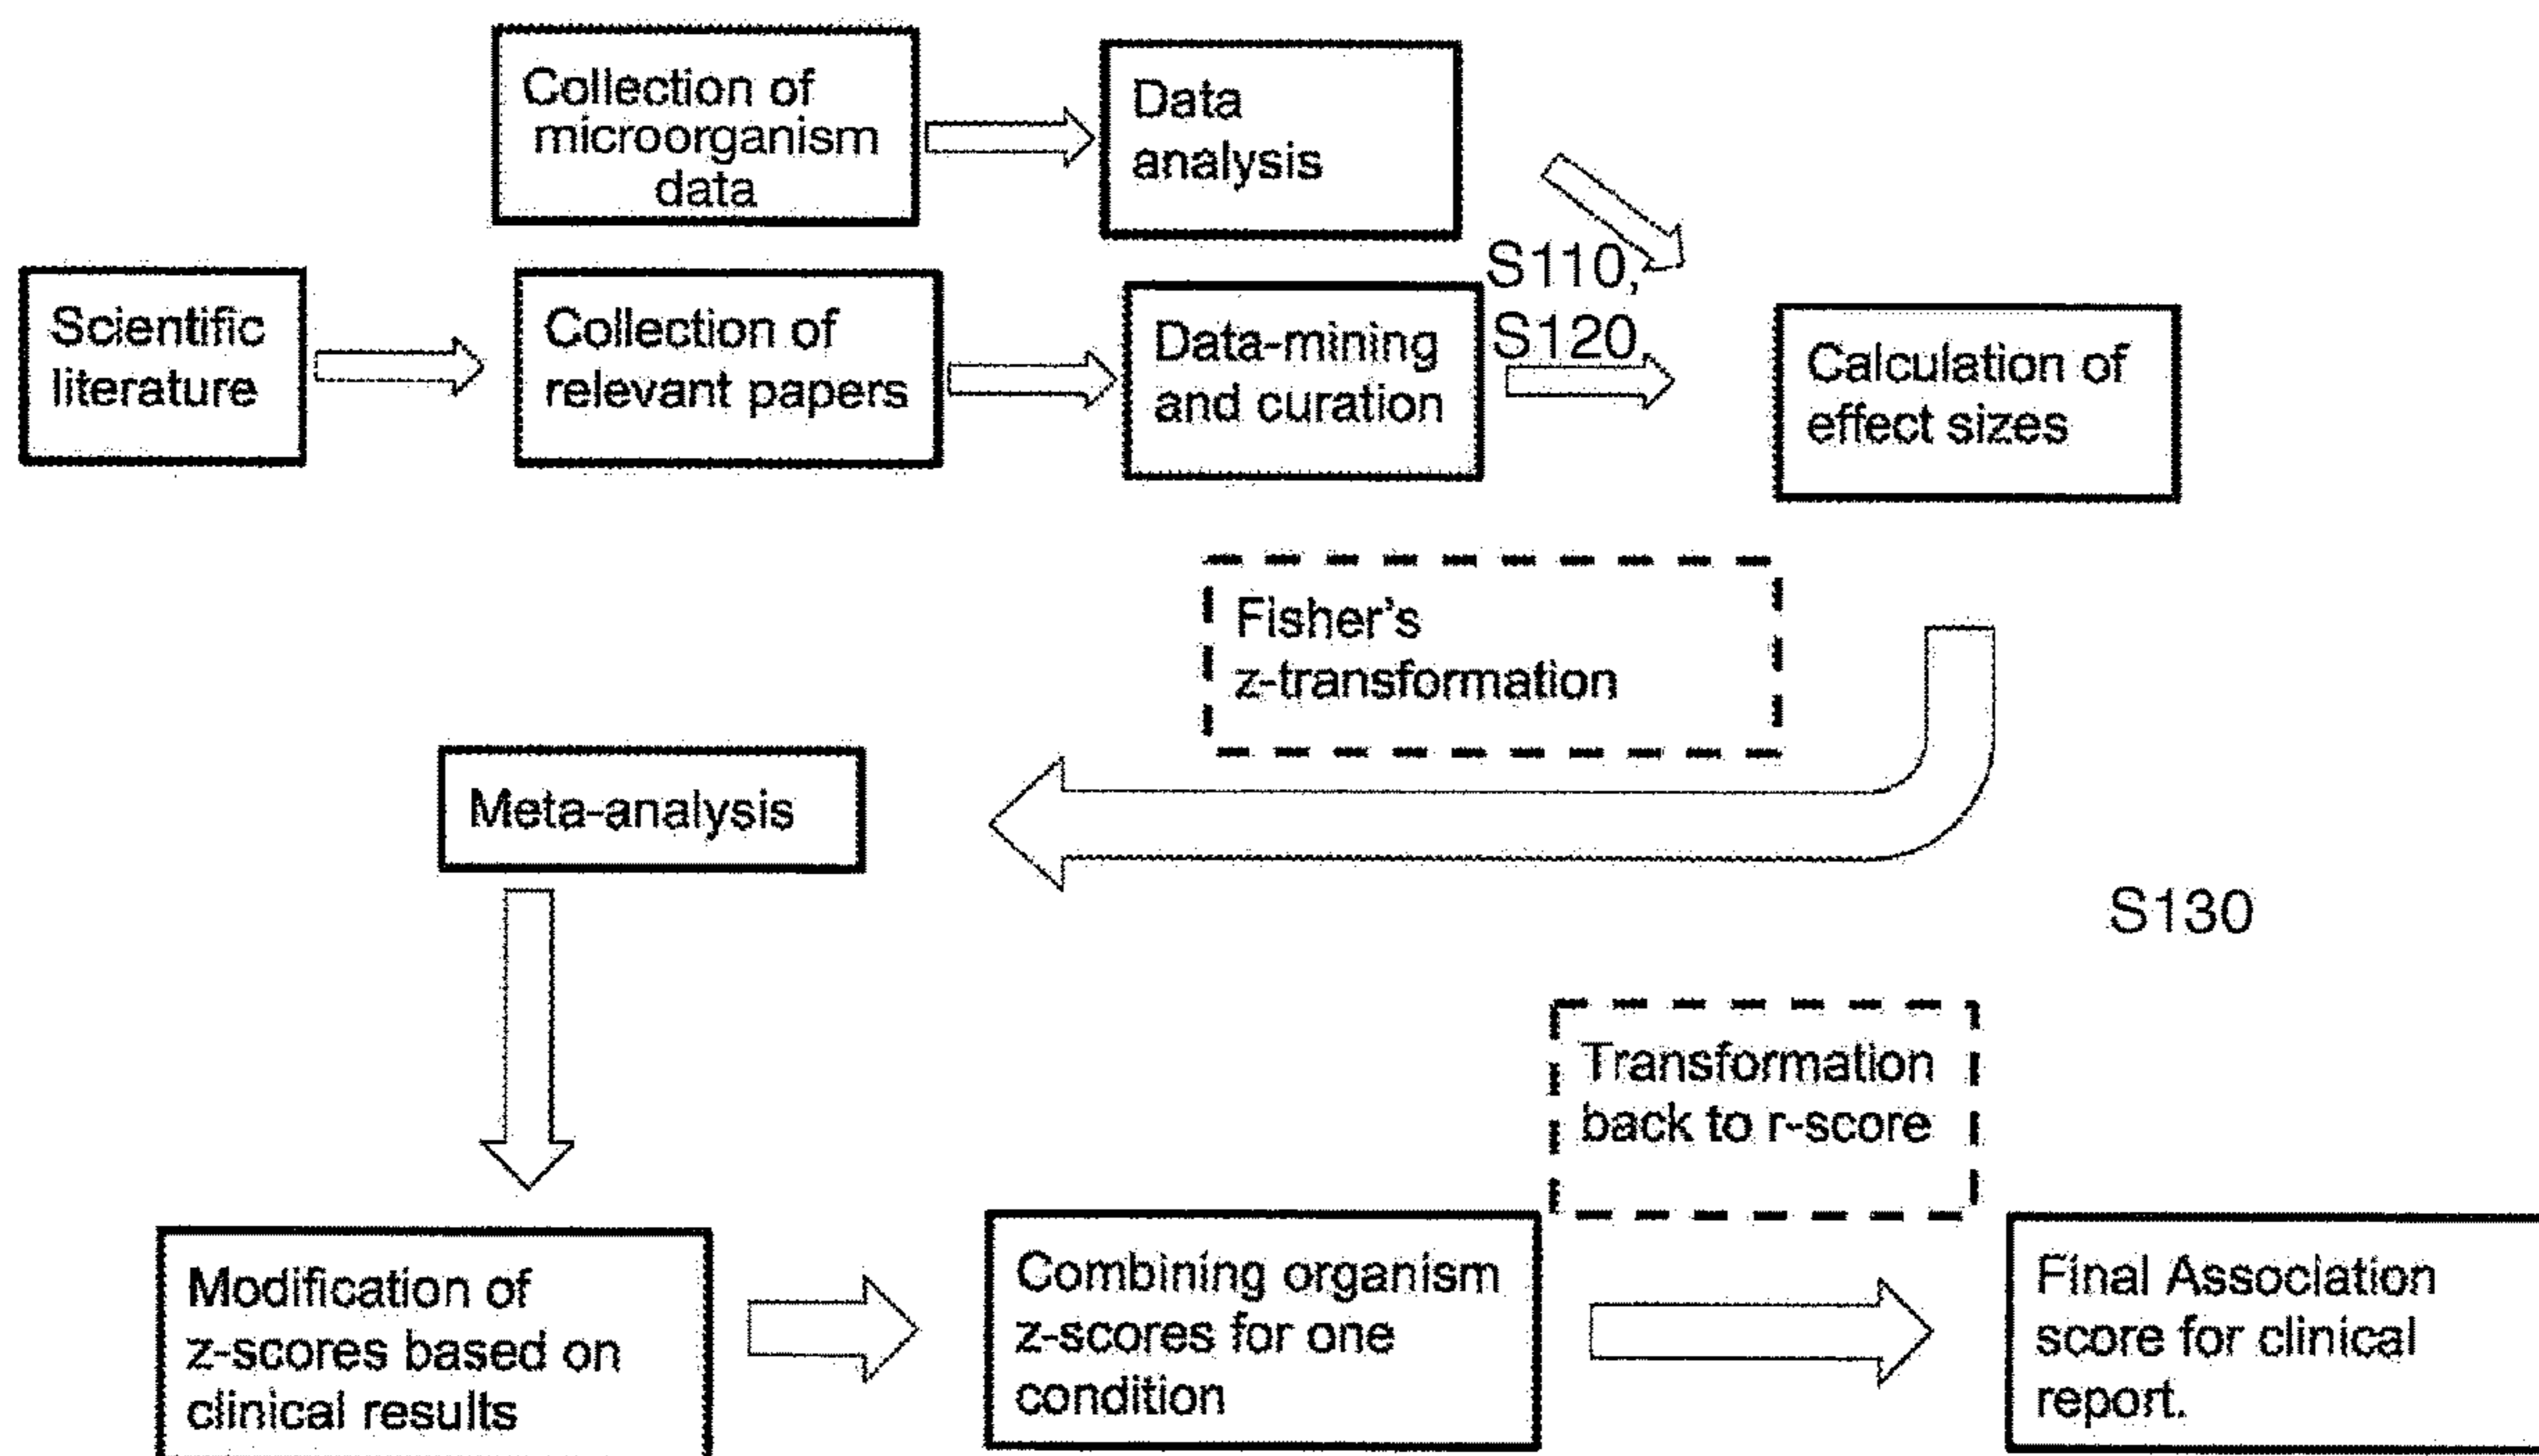 Collection of
microorganism
data
Data
analysis
Scientific
literature
Collection of
relevant papers
Data-mining
and curation
S110,
S120
Calculation of
effect sizes
Fisher's
z-transformation
Meta-analysis
S130
Transformation
back to r-score
Modification of
z-scores based on
clinical results
Combining organism
z-scores for one
condition
Final Association
score for clinical
report.